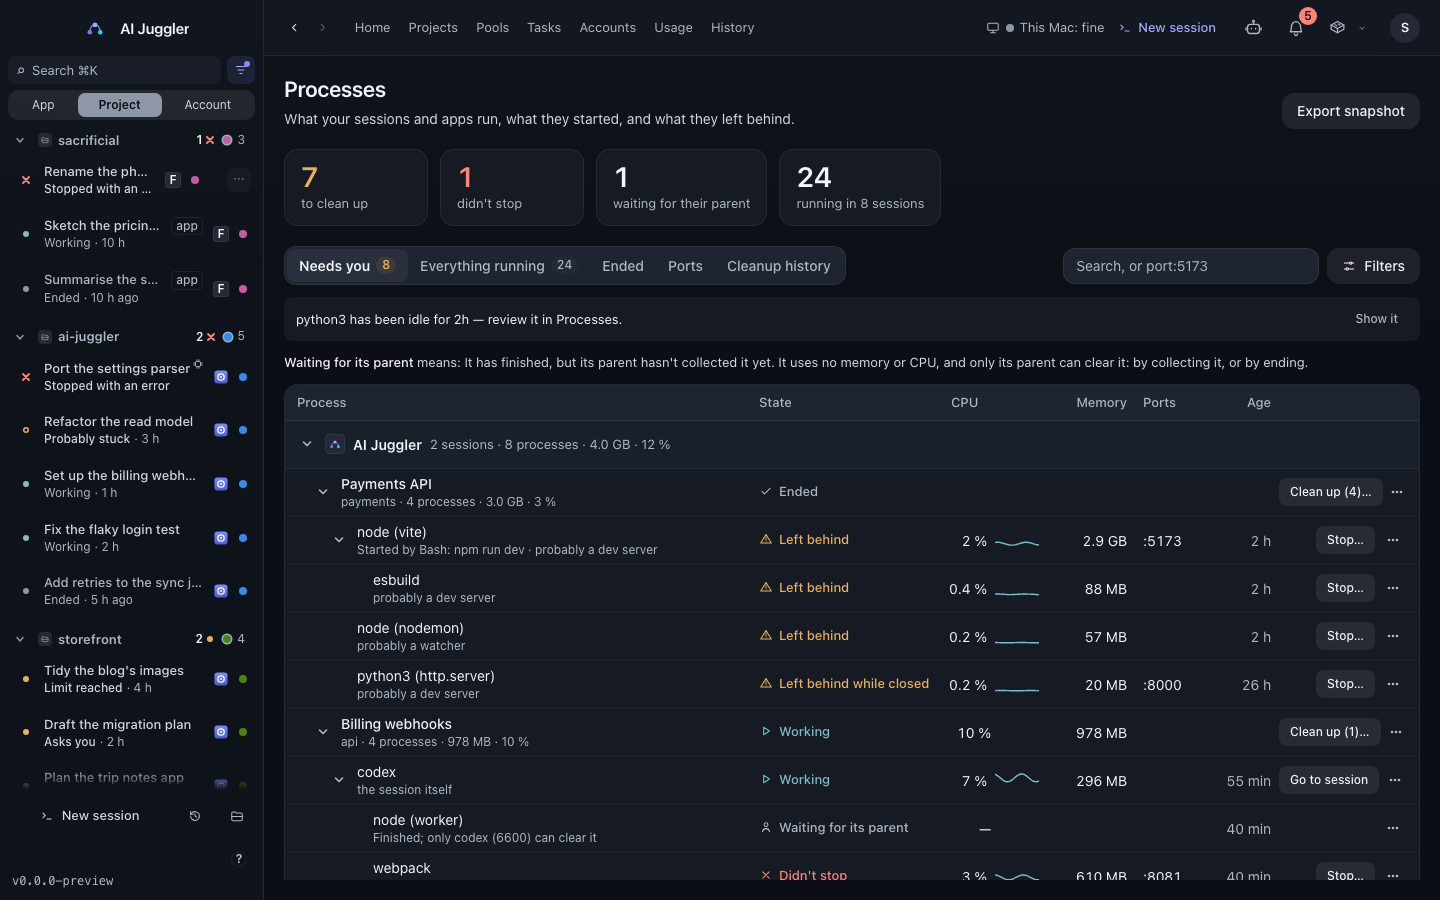 AI Juggler
Search ⌘K
App Project Account
sacrificial 1 3
Rename the ph...
Stopped with an ... F
Sketch the pricin... app
Working · 10 h F
Summarise the s... app
Ended · 10 h ago F
ai-juggler 2 5
Port the settings parser
Stopped with an error
Refactor the read model
Probably stuck · 3 h
Set up the billing webh...
Working · 1 h
Fix the flaky login test
Working · 2 h
Add retries to the sync j...
Ended · 5 h ago
storefront 2 4
Tidy the blog's images
Limit reached · 4 h
Draft the migration plan
Asks you · 2 h
Plan the trip notes app
New session
?
v0.0.0-preview
Home Projects Pools Tasks Accounts Usage History
This Mac: fine New session 5 S
Processes
What your sessions and apps run, what they started, and what they left behind.
Export snapshot
7
to clean up
1
didn't stop
1
waiting for their parent
24
running in 8 sessions
Needs you 8 Everything running 24 Ended Ports Cleanup history
Search, or port:5173 Filters
python3 has been idle for 2h — review it in Processes. Show it
Waiting for its parent means: It has finished, but its parent hasn't collected it yet. It uses no memory or CPU, and only its parent can clear it: by collecting it, or by ending.
Process State CPU Memory Ports Age
AI Juggler 2 sessions · 8 processes · 4.0 GB · 12 %
Payments API
payments · 4 processes · 3.0 GB · 3 %
Ended Clean up (4)...
node (vite)
Started by Bash: npm run dev · probably a dev server
Left behind 2 % 2.9 GB :5173 2 h Stop...
esbuild
probably a dev server
Left behind 0.4 % 88 MB 2 h Stop...
node (nodemon)
probably a watcher
Left behind 0.2 % 57 MB 2 h Stop...
python3 (http.server)
probably a dev server
Left behind while closed 0.2 % 20 MB :8000 26 h Stop...
Billing webhooks
api · 4 processes · 978 MB · 10 %
Working 10 % 978 MB Clean up (1)...
codex
the session itself
Working 7 % 296 MB 55 min Go to session
node (worker)
Finished; only codex (6600) can clear it
Waiting for its parent — 40 min
webpack
Didn't stop 3 % 610 MB :8081 40 min Stop...